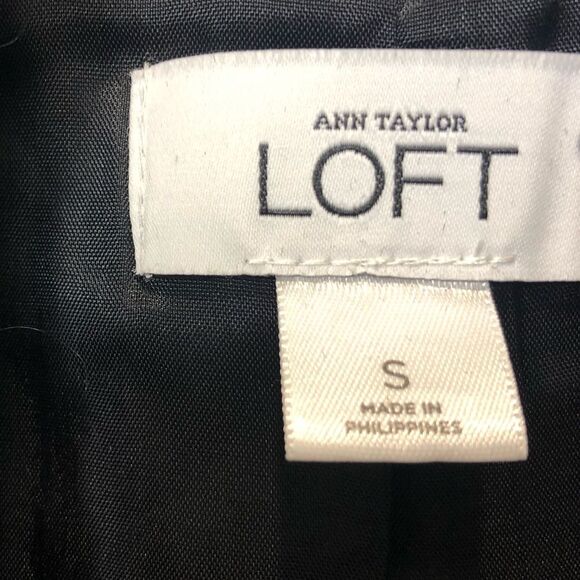 ANN TAYLOR
LOFT
S
MADE IN
PHILIPPINES